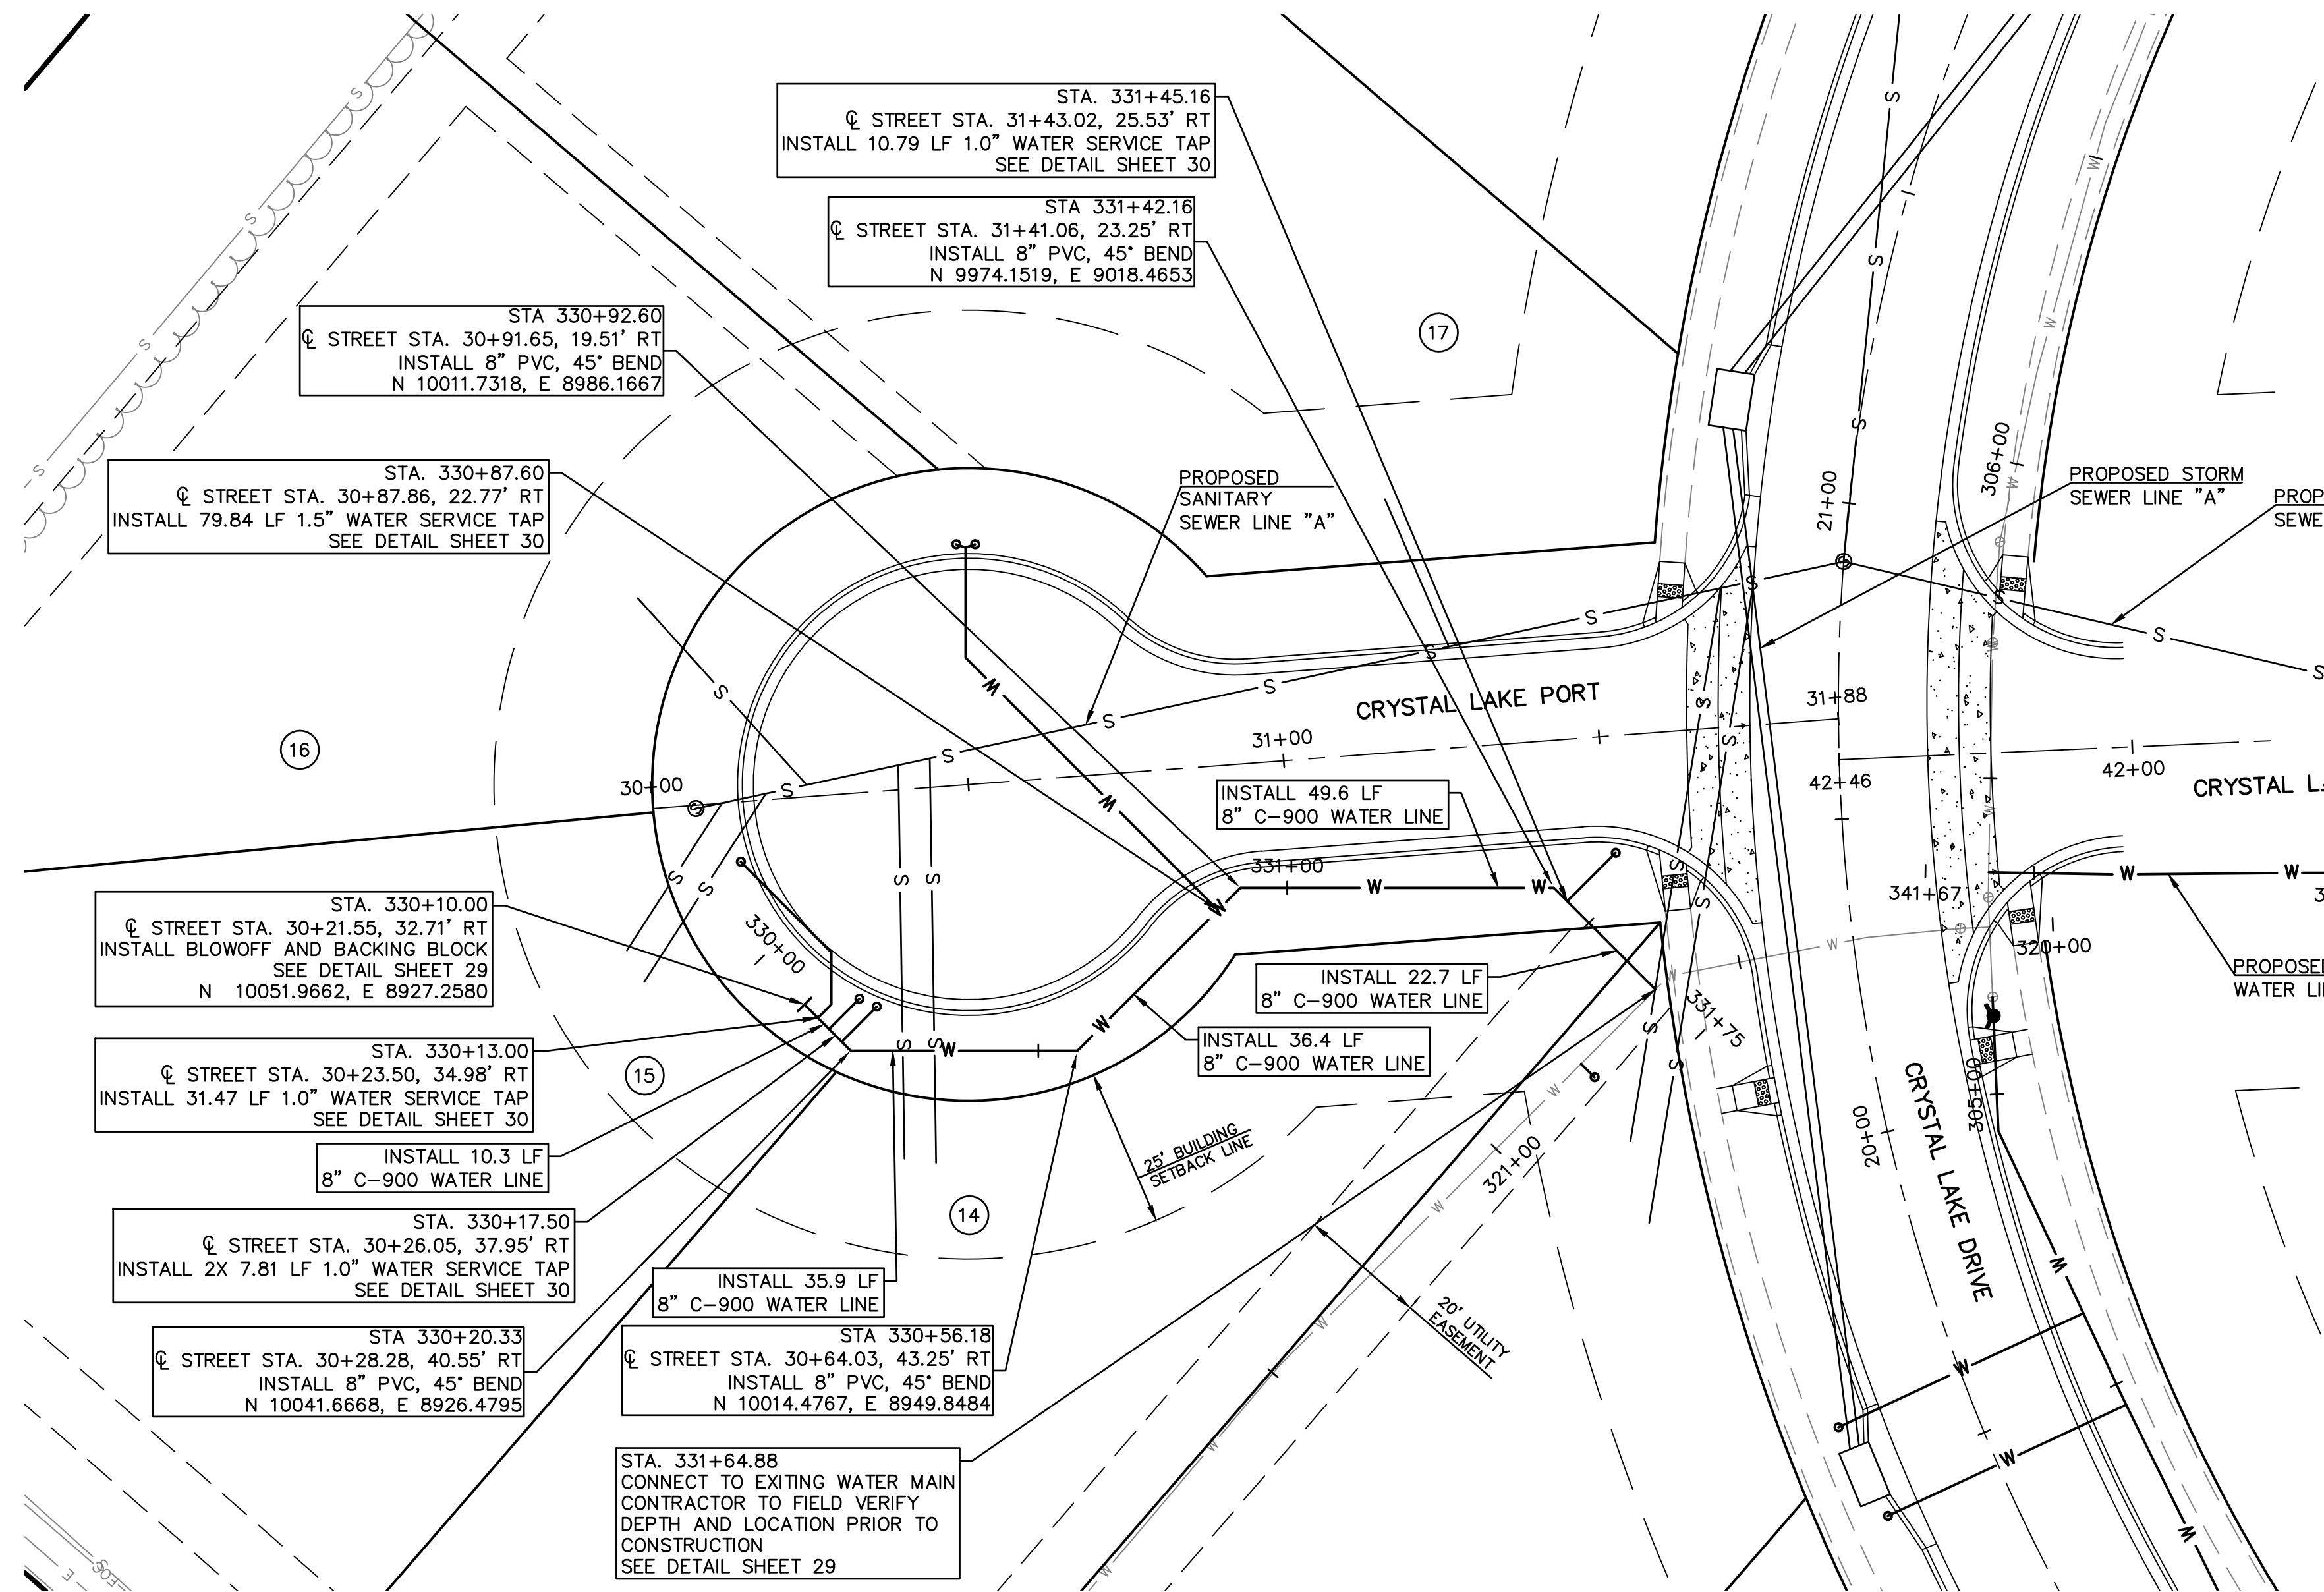 STA. 331+45.16
℄ STREET STA. 31+43.02, 25.53' RT
INSTALL 10.79 LF 1.0" WATER SERVICE TAP
SEE DETAIL SHEET 30
STA 331+42.16
℄ STREET STA. 31+41.06, 23.25' RT
INSTALL 8" PVC, 45° BEND
N 9974.1519, E 9018.4653
STA 330+92.60
℄ STREET STA. 30+91.65, 19.51' RT
INSTALL 8" PVC, 45° BEND
N 10011.7318, E 8986.1667
17
STA. 330+87.60
℄ STREET STA. 30+87.86, 22.77' RT
INSTALL 79.84 LF 1.5" WATER SERVICE TAP
SEE DETAIL SHEET 30
PROPOSED
SANITARY
SEWER LINE "A"
21+00
306+00
PROPOSED STORM
SEWER LINE "A"
PROP
SEWE
CRYSTAL LAKE PORT
31+88
31+00
30+00
16
42+46
42+00
CRYSTAL L
INSTALL 49.6 LF
8" C-900 WATER LINE
331+00
341+67
320+00
STA. 330+10.00
℄ STREET STA. 30+21.55, 32.71' RT
INSTALL BLOWOFF AND BACKING BLOCK
SEE DETAIL SHEET 29
N 10051.9662, E 8927.2580
330+00
INSTALL 22.7 LF
8" C-900 WATER LINE
PROPOSED
WATER LI
331+75
STA. 330+13.00
℄ STREET STA. 30+23.50, 34.98' RT
INSTALL 31.47 LF 1.0" WATER SERVICE TAP
SEE DETAIL SHEET 30
15
INSTALL 36.4 LF
8" C-900 WATER LINE
305+00
20+00
CRYSTAL LAKE DRIVE
INSTALL 10.3 LF
8" C-900 WATER LINE
25' BUILDING
SETBACK LINE
321+00
14
STA. 330+17.50
℄ STREET STA. 30+26.05, 37.95' RT
INSTALL 2X 7.81 LF 1.0" WATER SERVICE TAP
SEE DETAIL SHEET 30
INSTALL 35.9 LF
8" C-900 WATER LINE
20' UTILITY
EASEMENT
STA 330+20.33
℄ STREET STA. 30+28.28, 40.55' RT
INSTALL 8" PVC, 45° BEND
N 10041.6668, E 8926.4795
STA 330+56.18
℄ STREET STA. 30+64.03, 43.25' RT
INSTALL 8" PVC, 45° BEND
N 10014.4767, E 8949.8484
STA. 331+64.88
CONNECT TO EXITING WATER MAIN
CONTRACTOR TO FIELD VERIFY
DEPTH AND LOCATION PRIOR TO
CONSTRUCTION
SEE DETAIL SHEET 29